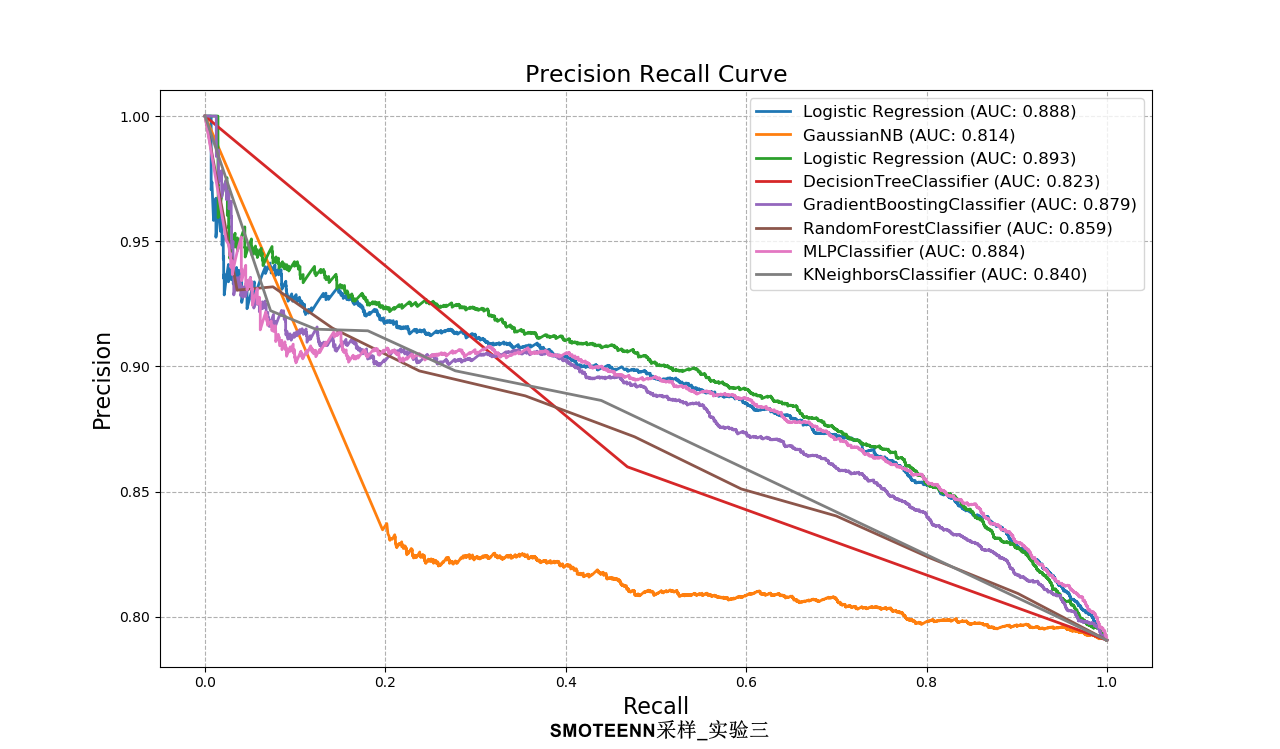 Precision Recall Curve
Precision
1.00
0.95
0.90
0.85
0.80
Logistic Regression (AUC: 0.888)
GaussianNB (AUC: 0.814)
Logistic Regression (AUC: 0.893)
DecisionTreeClassifier (AUC: 0.823)
GradientBoostingClassifier (AUC: 0.879)
RandomForestClassifier (AUC: 0.859)
MLPClassifier (AUC: 0.884)
KNeighborsClassifier (AUC: 0.840)
0.0 0.2 0.4 0.6 0.8 1.0
Recall
SMOTEENN采样_实验三